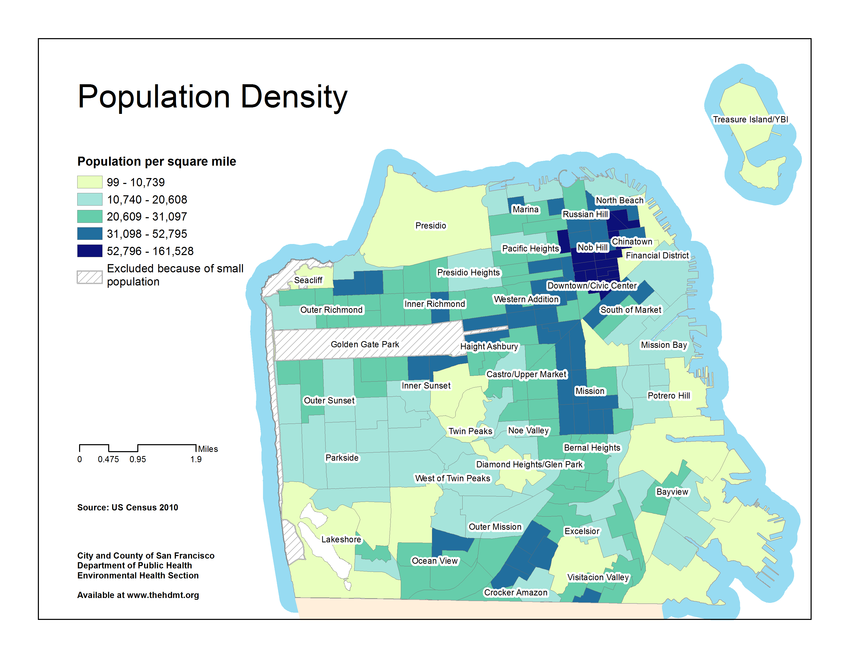 Population Density
Population per square mile
99 - 10,739
10,740 - 20,608
20,609 - 31,097
31,098 - 52,795
52,796 - 161,528
Excluded because of small
population
Treasure Island/YBI
North Beach
Marina
Russian Hill
Presidio
Chinatown
Pacific Heights
Nob Hill
Financial District
Presidio Heights
Seacliff
Downtown/Civic Center
Western Addition
Inner Richmond
Outer Richmond
South of Market
Golden Gate Park
Haight Ashbury
Mission Bay
Castro/Upper Market
Inner Sunset
Mission
Potrero Hill
Outer Sunset
Twin Peaks
Noe Valley
Bernal Heights
Parkside
Diamond Heights/Glen Park
West of Twin Peaks
Bayview
Outer Mission
Excelsior
Lakeshore
Ocean View
Visitacion Valley
Crocker Amazon
Miles
0 0.475 0.95 1.9
Source: US Census 2010
City and County of San Francisco
Department of Public Health
Environmental Health Section
Available at www.thehdmt.org